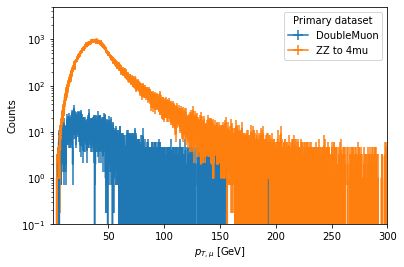 Primary dataset
DoubleMuon
ZZ to 4mu
10³
10²
10¹
10⁰
10⁻¹
Counts
50 100 150 200 250 300
p_{T, μ} [GeV]